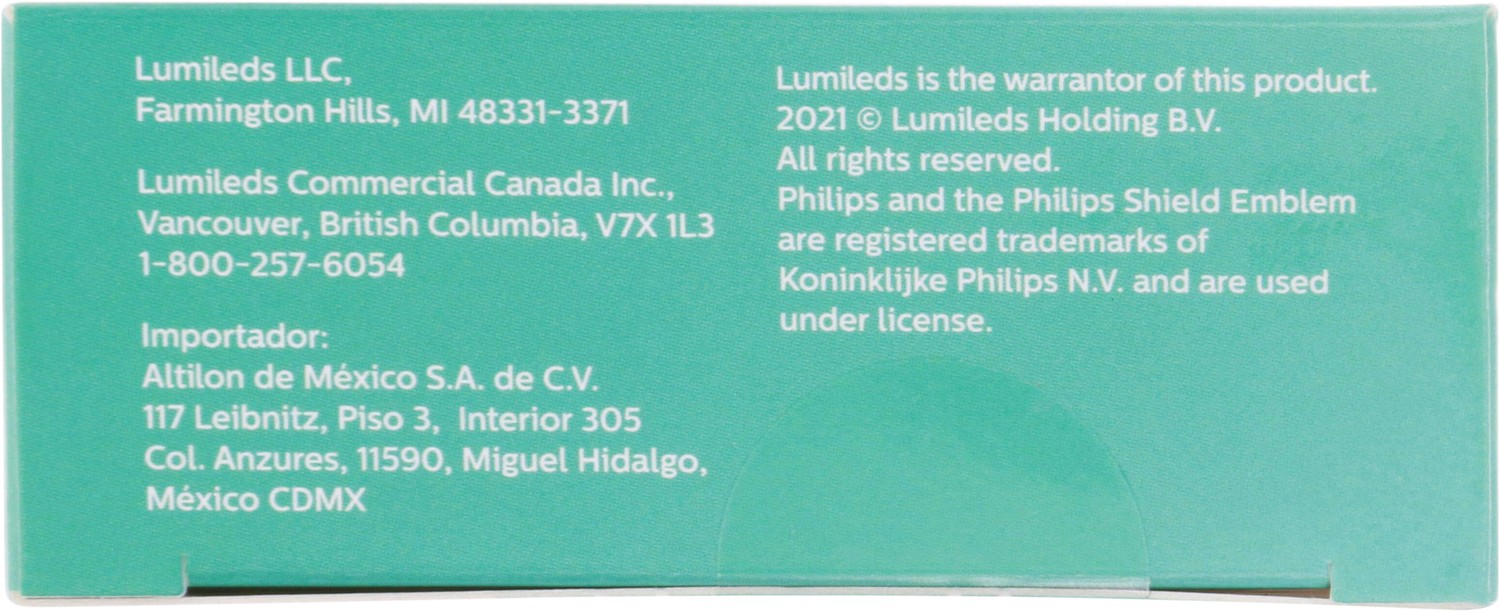 Lumileds LLC,
Farmington Hills, MI 48331-3371
Lumileds Commercial Canada Inc.,
Vancouver, British Columbia, V7X 1L3
1-800-257-6054
Importador:
Altilon de México S.A. de C.V.
117 Leibnitz, Piso 3, Interior 305
Col. Anzures, 11590, Miguel Hidalgo,
México CDMX
Lumileds is the warrantor of this product.
2021 © Lumileds Holding B.V.
All rights reserved.
Philips and the Philips Shield Emblem
are registered trademarks of
Koninklijke Philips N.V. and are used
under license.